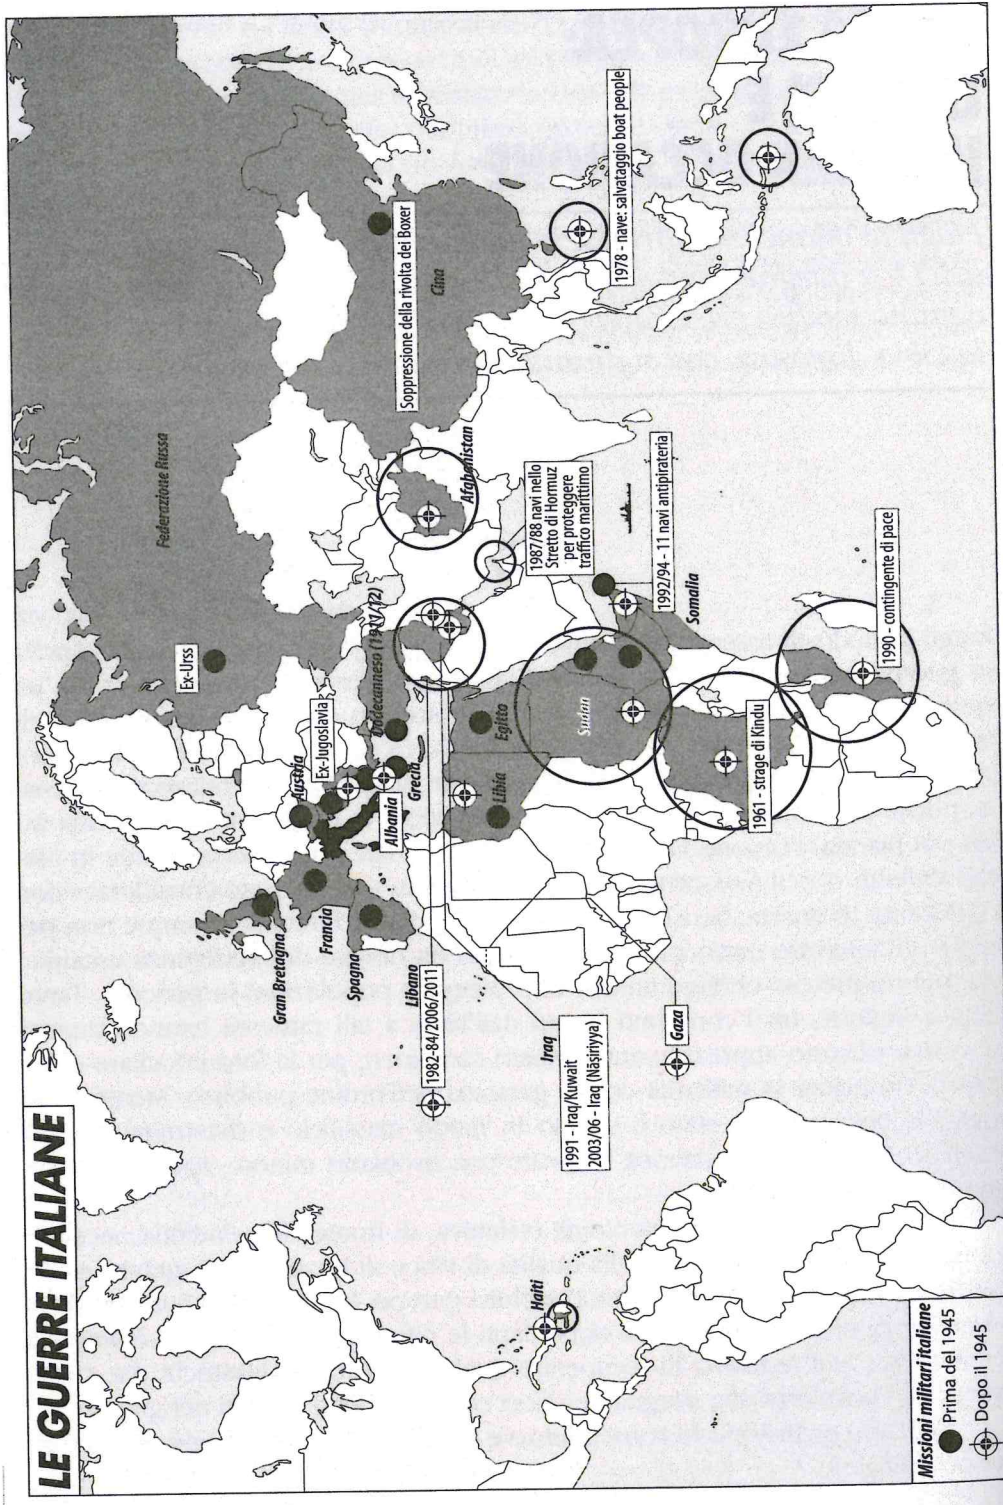 LE GUERRE ITALIANE
Federazione Russa
Ex-Urss
Soppressione della rivolta dei Boxer
Cina
Gran Bretagna
Francia
Spagna
Austria
Ex-Iugoslavia
Albania
Grecia
Dodecanneso (1911/12)
Afghanistan
Libano
1982-84/2006/2011
Iraq
1991 - Iraq/Kuwait
2003/06 - Iraq (Nāsiriyya)
Gaza
Libia
Egitto
Sudan
1987/88 navi nello
Stretto di Hormuz
per proteggere
traffico marittimo
1978 - nave: salvataggio boat people
1992/94 - 11 navi antipirateria
Somalia
1961 - strage di Kindu
1990 - contingente di pace
Haiti
Missioni militari italiane
Prima del 1945
Dopo il 1945